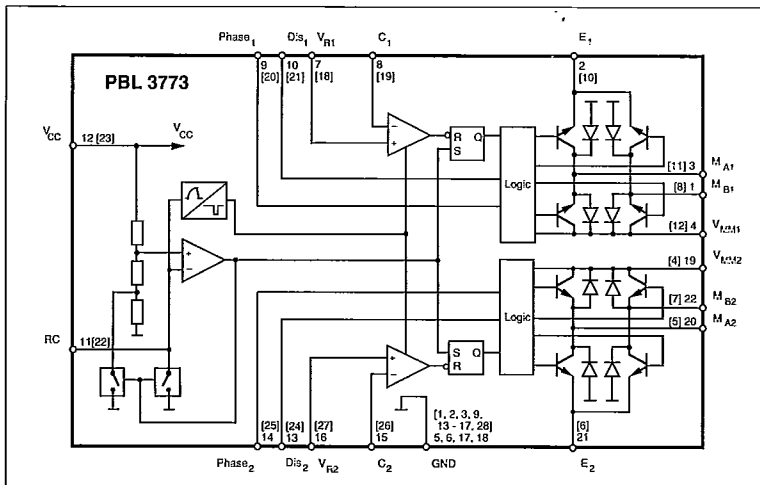 Phase1 Dis1 VR1 C1 E1
9 10 7 8 2
[20] [21] [18] [19] [10]
PBL 3773
VCC 12 [23] VCC
R Q
S
Logic
[11] 3 MA1
[8] 1 MB1
[12] 4 VMM1
[4] 19 VMM2
[7] 22 MB2
[5] 20 MA2
Logic
+
−
RC 11[22]
S Q
R
[25] [24] [27] [26] [1, 2, 3, 9, [6]
14 13 16 15 13 - 17, 28] 21
5, 6, 17, 18
Phase2 Dis2 VR2 C2 GND E2